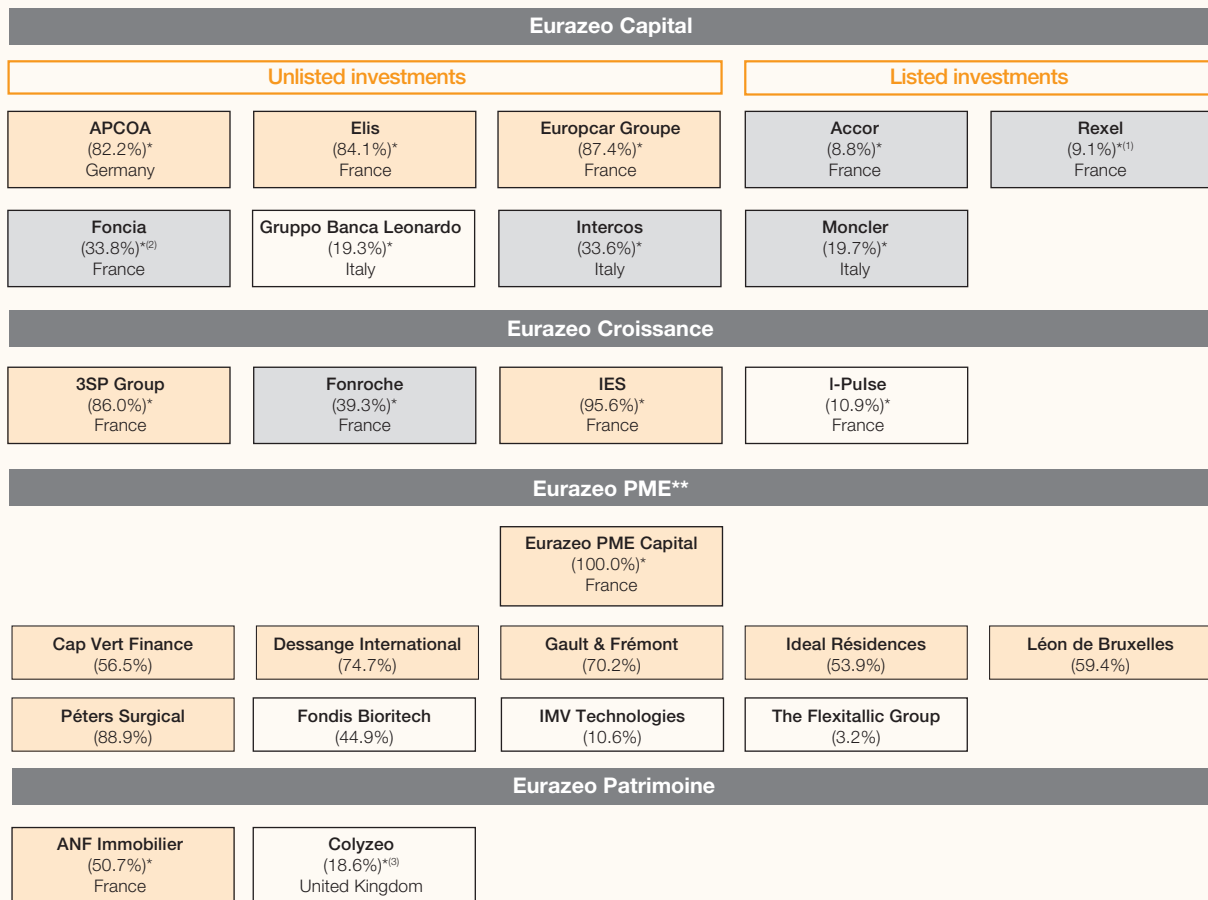 Eurazeo Capital
Unlisted investments
Listed investments
APCOA
(82.2%)*
Germany
Elis
(84.1%)*
France
Europcar Groupe
(87.4%)*
France
Accor
(8.8%)*
France
Rexel
(9.1%)*(1)
France
Foncia
(33.8%)*(2)
France
Gruppo Banca Leonardo
(19.3%)*
Italy
Intercos
(33.6%)*
Italy
Moncler
(19.7%)*
Italy
Eurazeo Croissance
3SP Group
(86.0%)*
France
Fonroche
(39.3%)*
France
IES
(95.6%)*
France
I-Pulse
(10.9%)*
France
Eurazeo PME**
Eurazeo PME Capital
(100.0%)*
France
Cap Vert Finance
(56.5%)
Dessange International
(74.7%)
Gault & Frémont
(70.2%)
Ideal Résidences
(53.9%)
Léon de Bruxelles
(59.4%)
Péters Surgical
(88.9%)
Fondis Bioritech
(44.9%)
IMV Technologies
(10.6%)
The Flexitallic Group
(3.2%)
Eurazeo Patrimoine
ANF Immobilier
(50.7%)*
France
Colyzeo
(18.6%)*(3)
United Kingdom